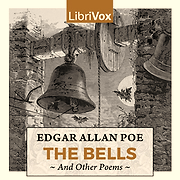 LibriVox
EDGAR ALLAN POE
THE BELLS
~ And Other Poems ~